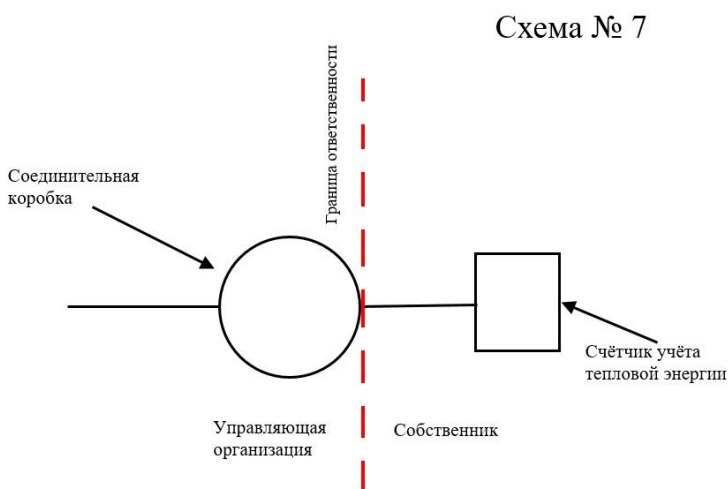 Схема № 7
Граница ответственности
Соединительная
коробка
Счётчик учёта
тепловой энергии
Управляющая
организация
Собственник